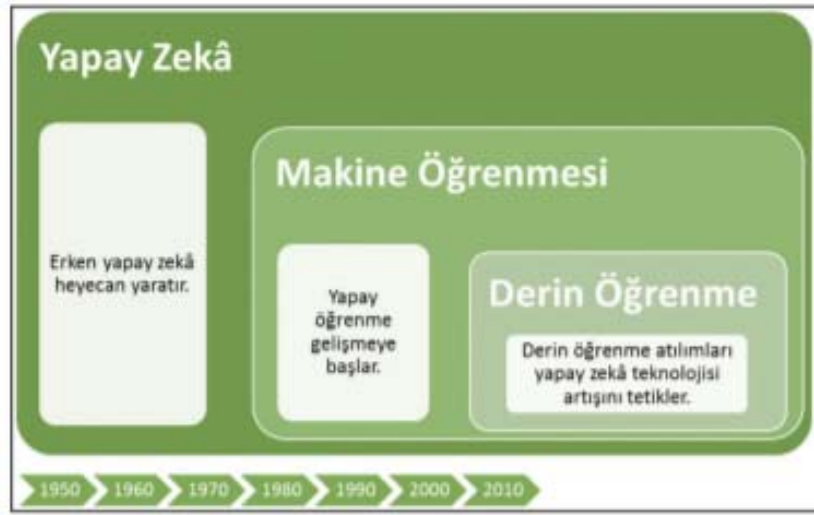 Yapay Zekâ
Erken yapay zekâ
heyecan yaratır.
Makine Öğrenmesi
Yapay
öğrenme
gelişmeye
başlar.
Derin Öğrenme
Derin öğrenme atılımları
yapay zekâ teknolojisi
artışını tetikler.
1950 1960 1970 1980 1990 2000 2010